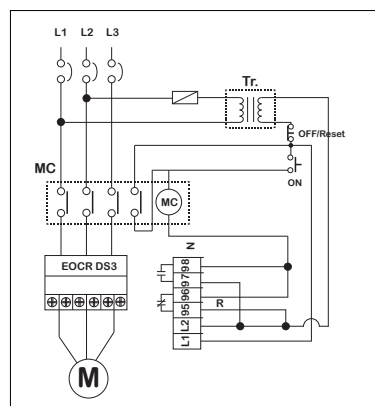 L1 L2 L3
Tr.
OFF/Reset
MC
MC
ON
EOCR DS3
N
98
97
96
95
R
L2
L1
M